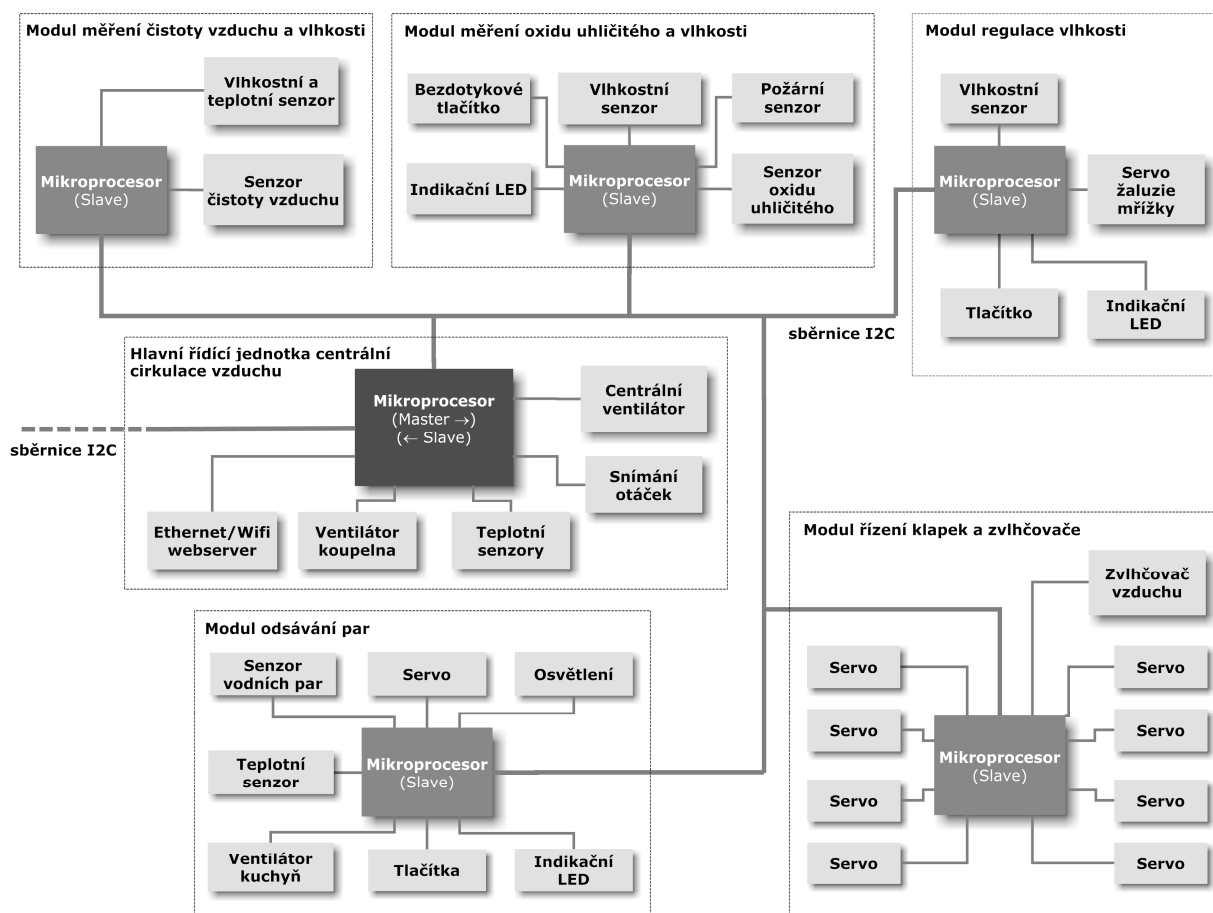 Modul měření čistoty vzduchu a vlhkosti
Vlhkostní a
teplotní senzor
Mikroprocesor
(Slave)
Senzor
čistoty vzduchu
Modul měření oxidu uhličitého a vlhkosti
Bezdotykové
tlačítko
Vlhkostní
senzor
Požární
senzor
Indikační LED
Mikroprocesor
(Slave)
Senzor
oxidu
uhličitého
Modul regulace vlhkosti
Vlhkostní
senzor
Mikroprocesor
(Slave)
Servo
žaluzie
mřížky
Tlačítko
Indikační
LED
sběrnice I2C
Hlavní řídící jednotka centrální
cirkulace vzduchu
Mikroprocesor
(Master →)
(← Slave)
Centrální
ventilátor
sběrnice I2C
Snímání
otáček
Ethernet/Wifi
webserver
Ventilátor
koupelna
Teplotní
senzory
Modul řízení klapek a zvlhčovače
Zvlhčovač
vzduchu
Servo
Servo
Servo
Servo
Mikroprocesor
(Slave)
Servo
Servo
Servo
Servo
Modul odsávání par
Senzor
vodních par
Servo
Osvětlení
Teplotní
senzor
Mikroprocesor
(Slave)
Ventilátor
kuchyň
Tlačítka
Indikační
LED